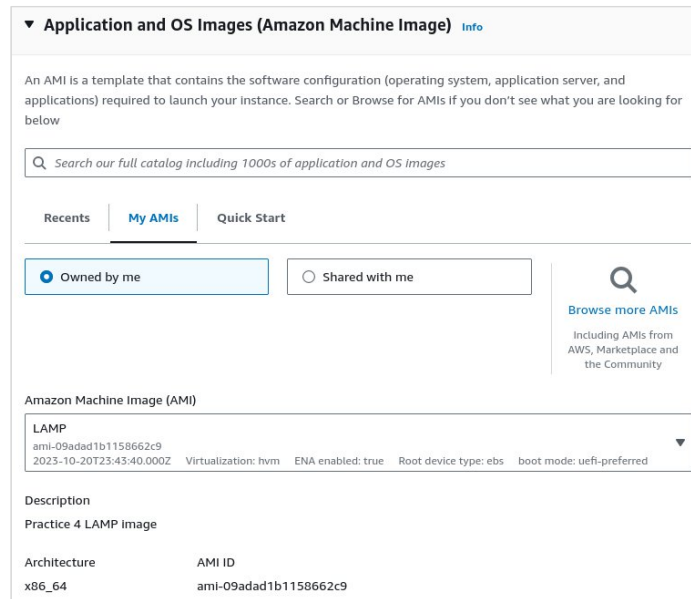 Application and OS Images (Amazon Machine Image) Info
An AMI is a template that contains the software configuration (operating system, application server, and
applications) required to launch your instance. Search or Browse for AMIs if you don't see what you are looking for
below
Search our full catalog including 1000s of application and OS images
Recents My AMIs Quick Start
Owned by me Shared with me
Browse more AMIs
Including AMIs from
AWS, Marketplace and
the Community
Amazon Machine Image (AMI)
LAMP
ami-09adad1b1158662c9
2023-10-20T23:43:40.000Z Virtualization: hvm ENA enabled: true Root device type: ebs boot mode: uefi-preferred
Description
Practice 4 LAMP image
Architecture AMI ID
x86_64 ami-09adad1b1158662c9